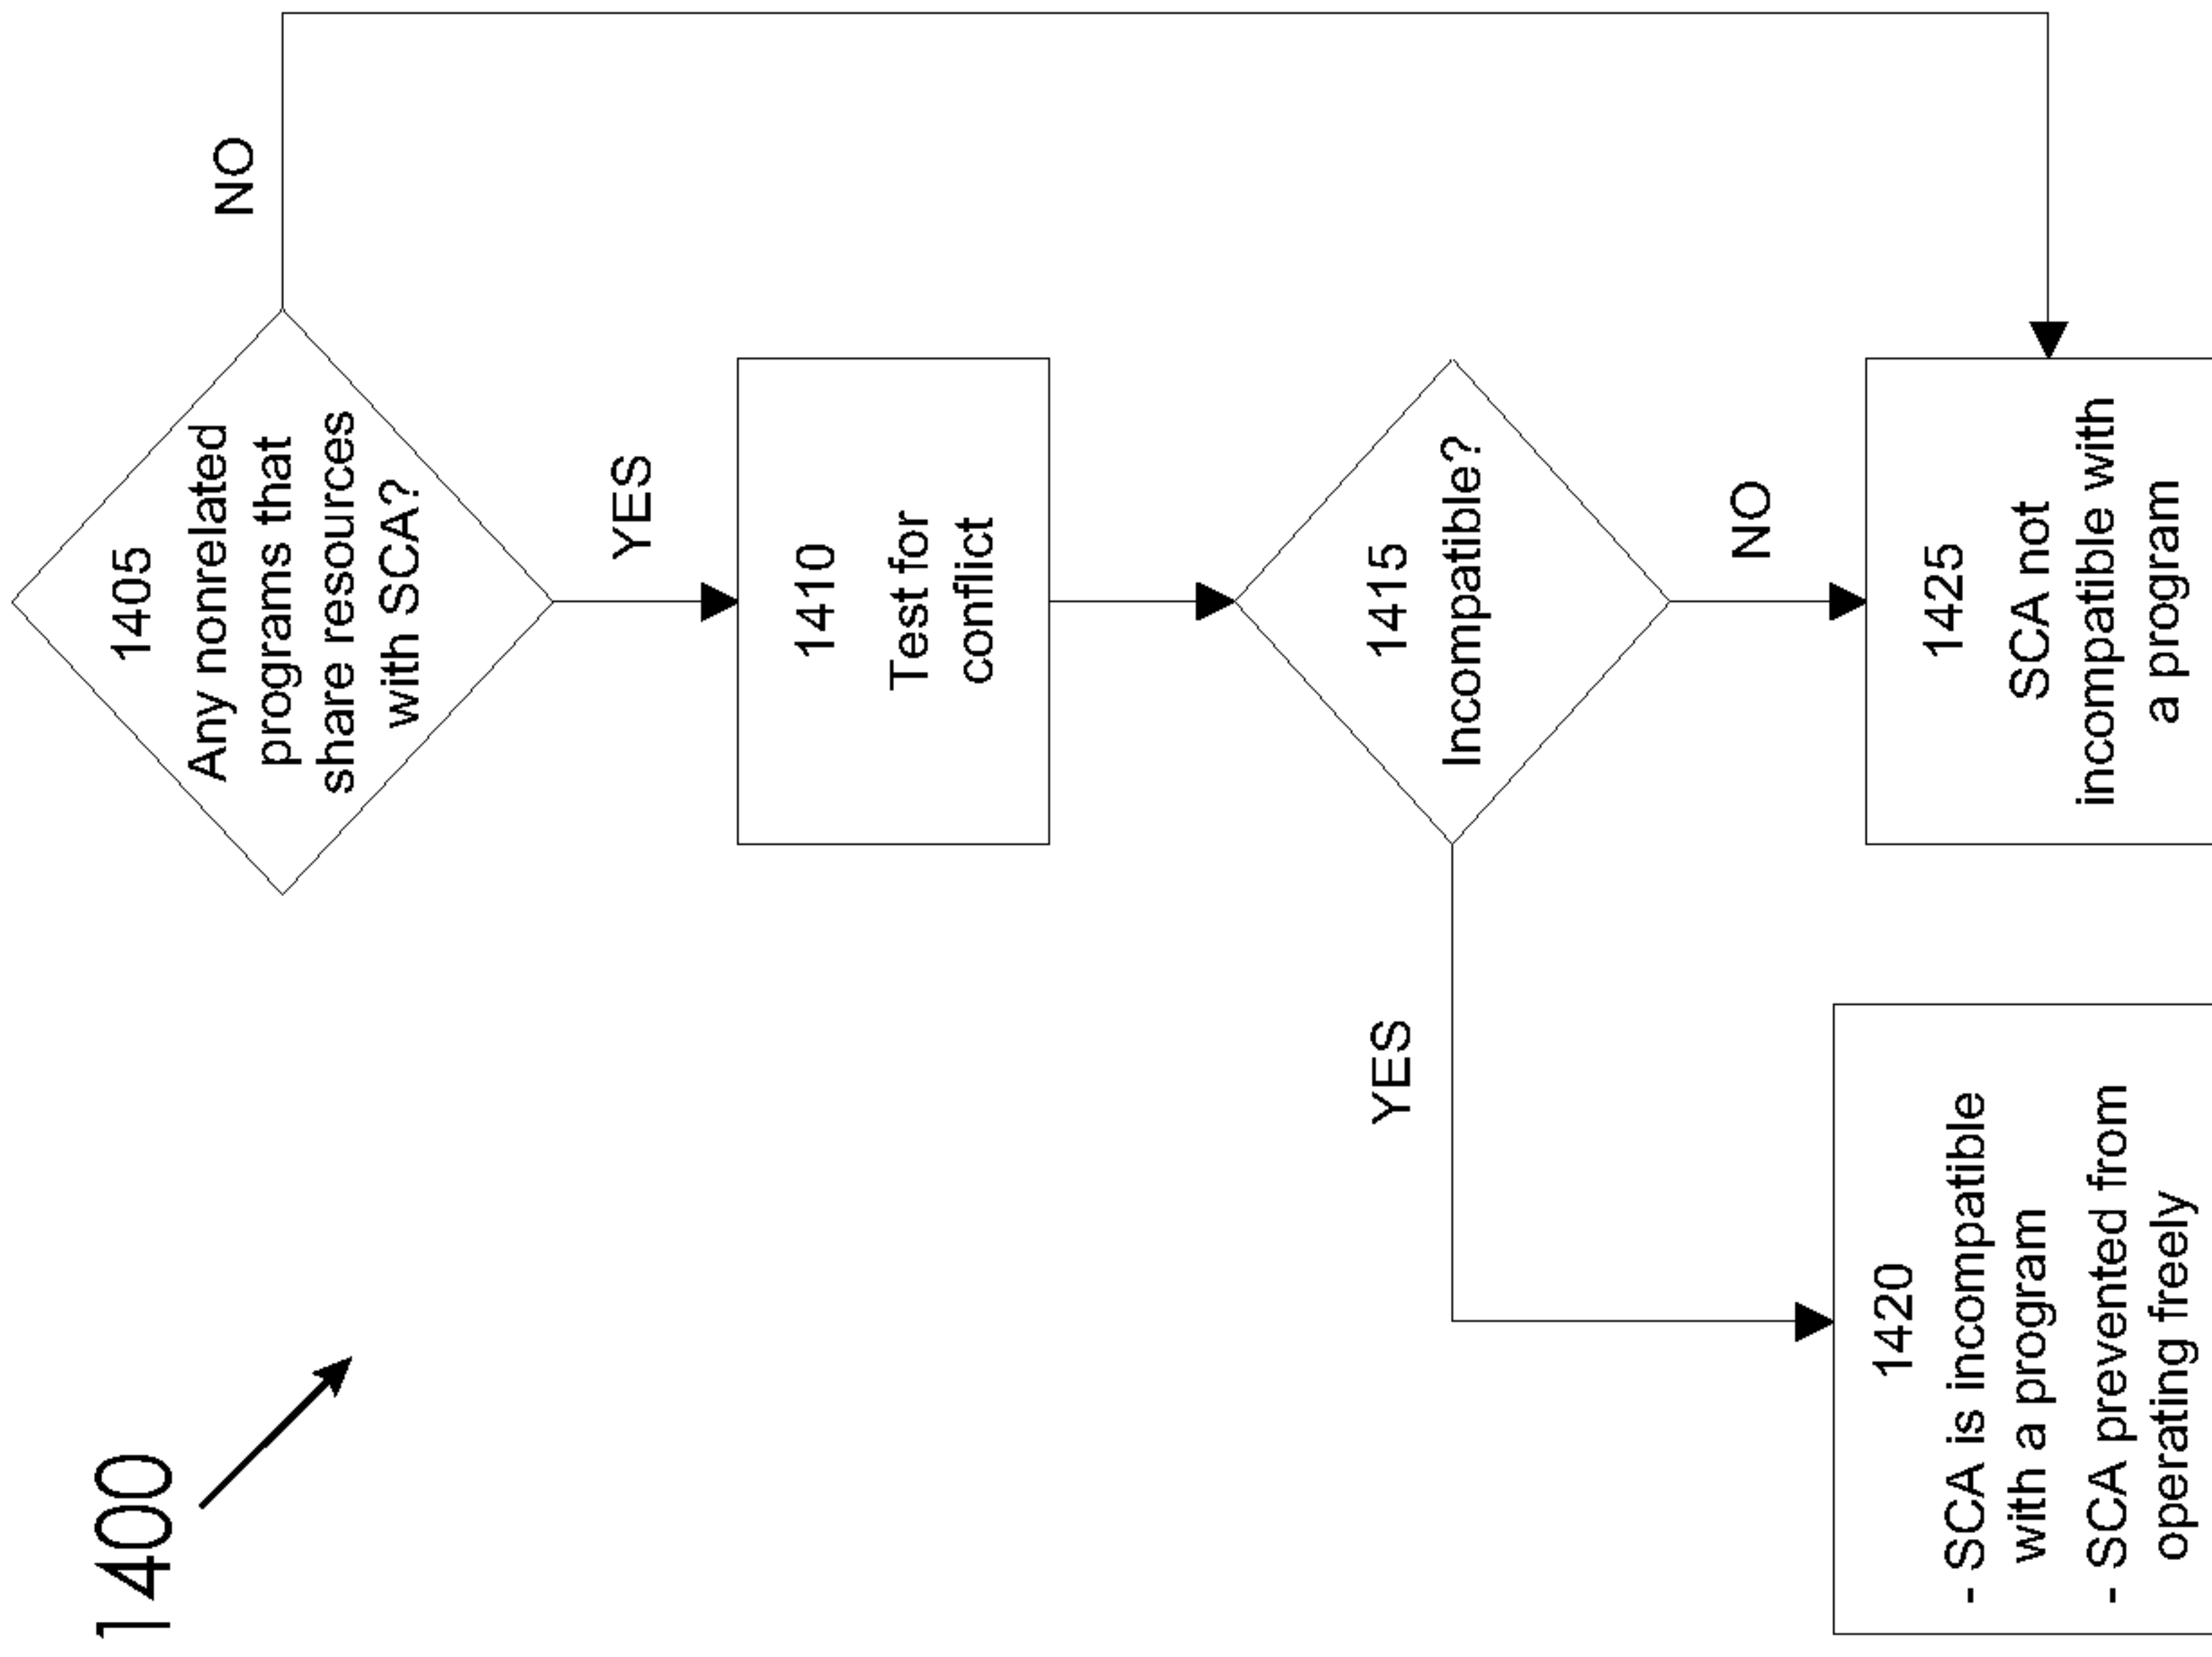 1400
1405
Any nonrelated
programs that
share resources
with SCA?
NO
YES
1410
Test for
conflict
1415
Incompatible?
YES
NO
1420
- SCA is incompatible
with a program
- SCA prevented from
operating freely
1425
SCA not
incompatible with
a program